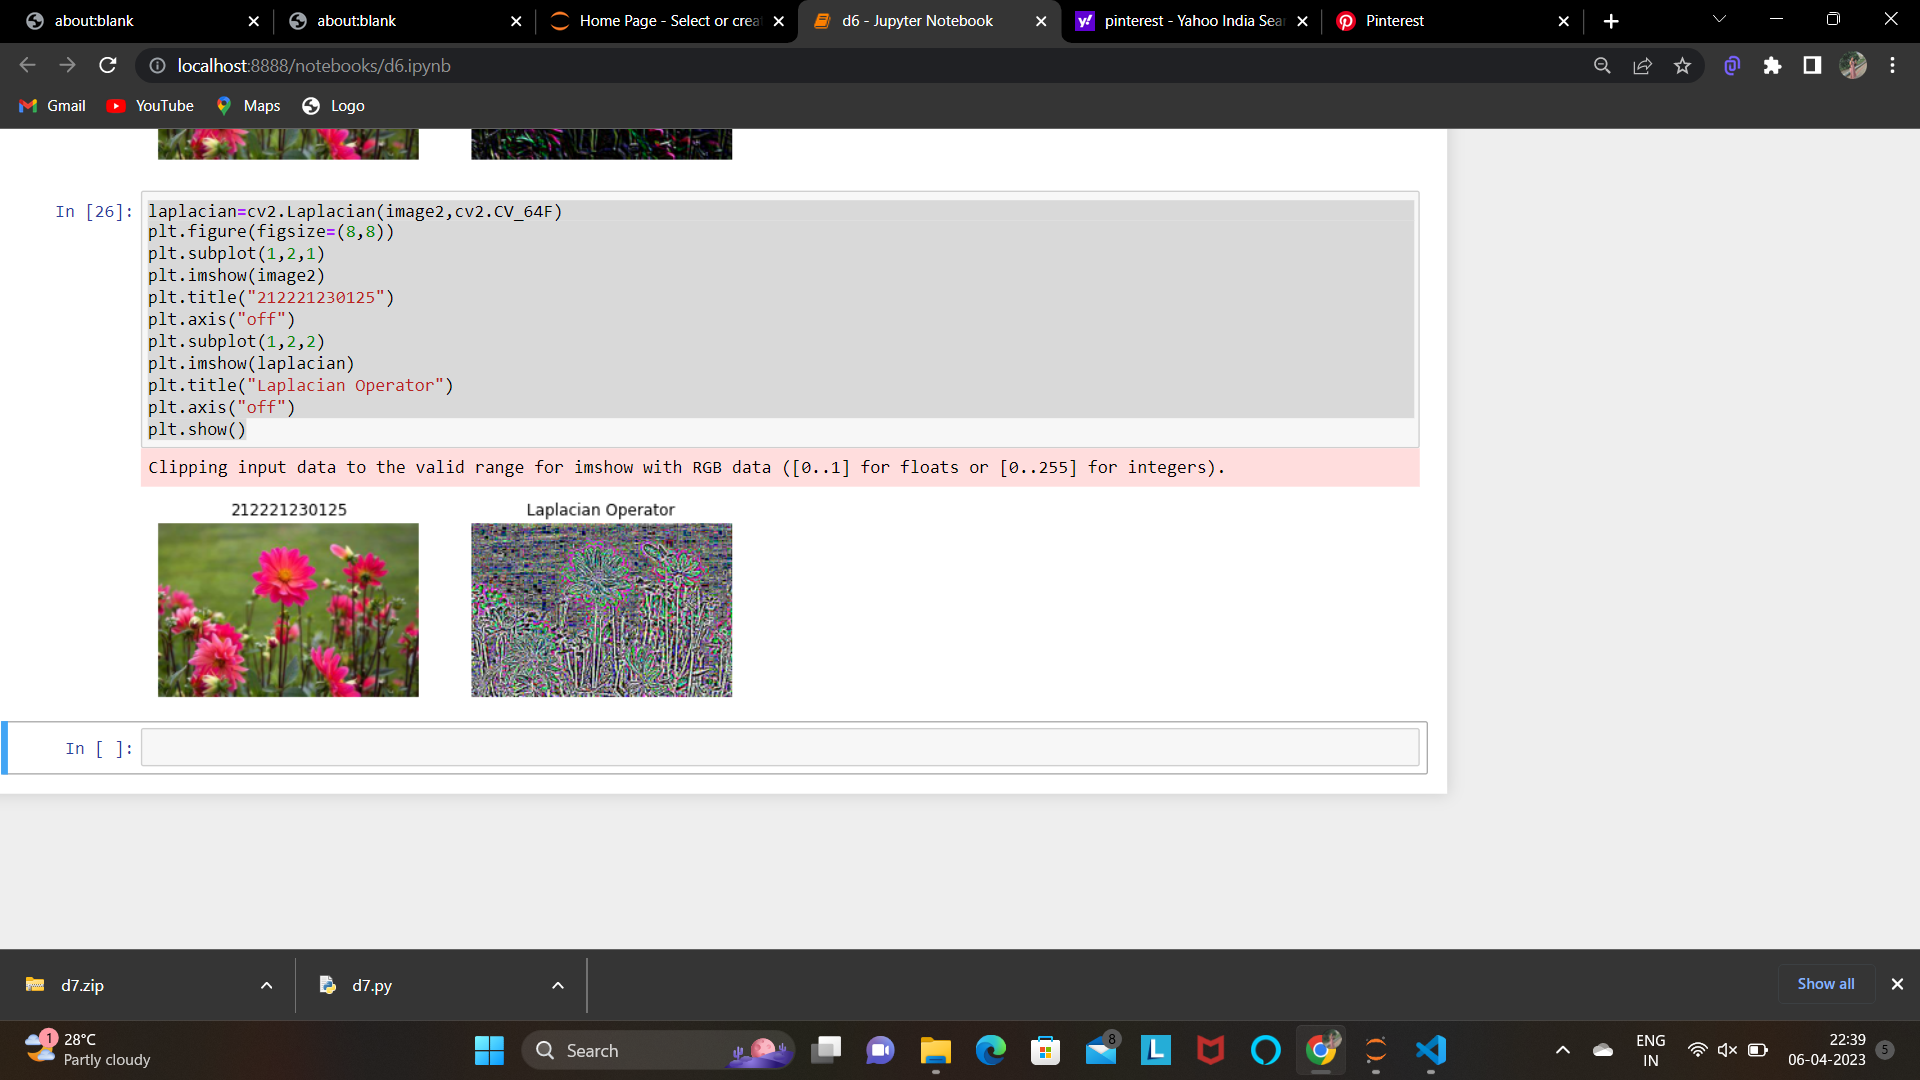 about:blank
about:blank
Home Page - Select or crea
d6 - Jupyter Notebook
pinterest - Yahoo India Sear
Pinterest
localhost:8888/notebooks/d6.ipynb
Gmail
YouTube
Maps
Logo
In [26]:
laplacian=cv2.Laplacian(image2,cv2.CV_64F)
plt.figure(figsize=(8,8))
plt.subplot(1,2,1)
plt.imshow(image2)
plt.title("212221230125")
plt.axis("off")
plt.subplot(1,2,2)
plt.imshow(laplacian)
plt.title("Laplacian Operator")
plt.axis("off")
plt.show()
Clipping input data to the valid range for imshow with RGB data ([0..1] for floats or [0..255] for integers).
212221230125
Laplacian Operator
In [ ]:
d7.zip
d7.py
Show all
1
28°C
Partly cloudy
Search
8
L
ENG
IN
22:39
06-04-2023
5